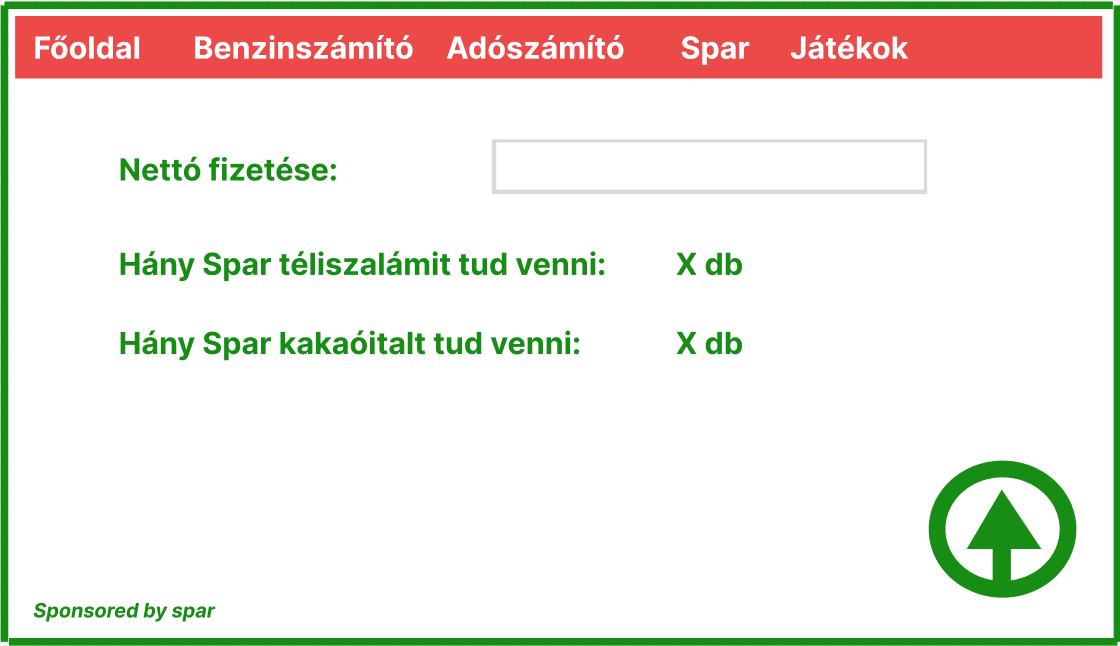 Főoldal Benzinszámító Adószámító Spar Játékok
Nettó fizetése:
Hány Spar téliszalámit tud venni: X db
Hány Spar kakaóitalt tud venni: X db
Sponsored by spar